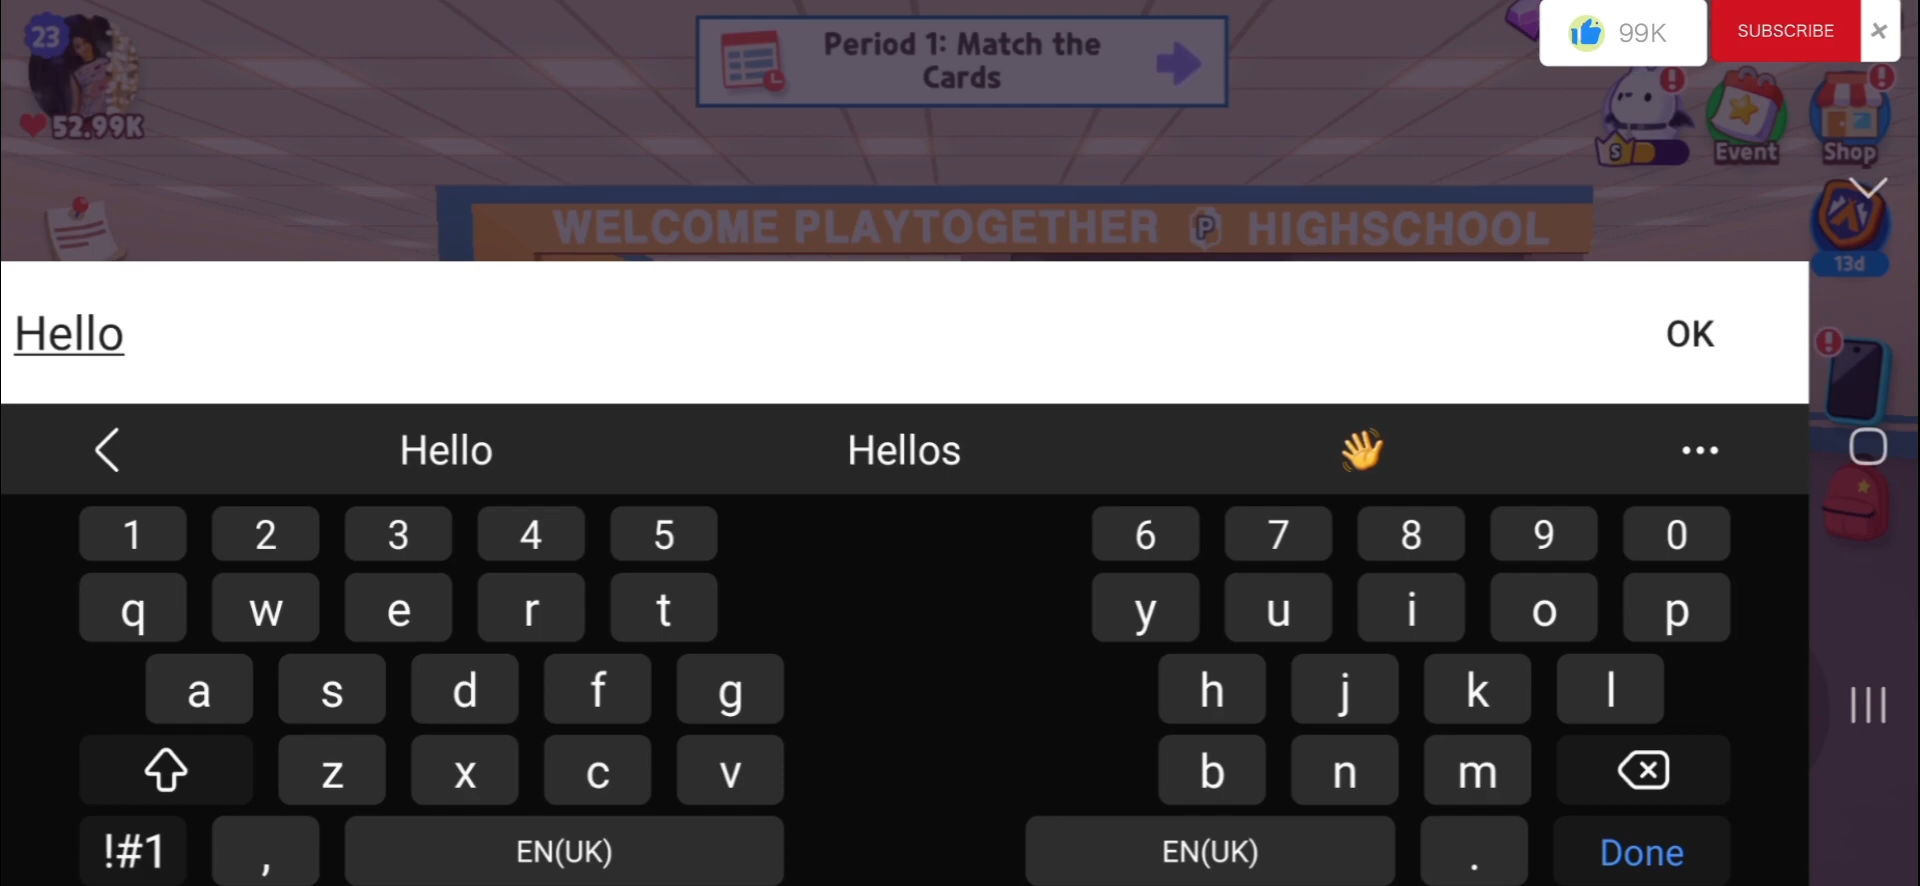 23
52.99K
Period 1: Match the
Cards
99K
SUBSCRIBE
S
Event
Shop
WELCOME PLAYTOGETHER P HIGHSCHOOL
13d
Hello
OK
Hello
Hellos
1 2 3 4 5 6 7 8 9 0
q w e r t y u i o p
a s d f g h j k l
z x c v b n m
!#1 , EN(UK) EN(UK) . Done